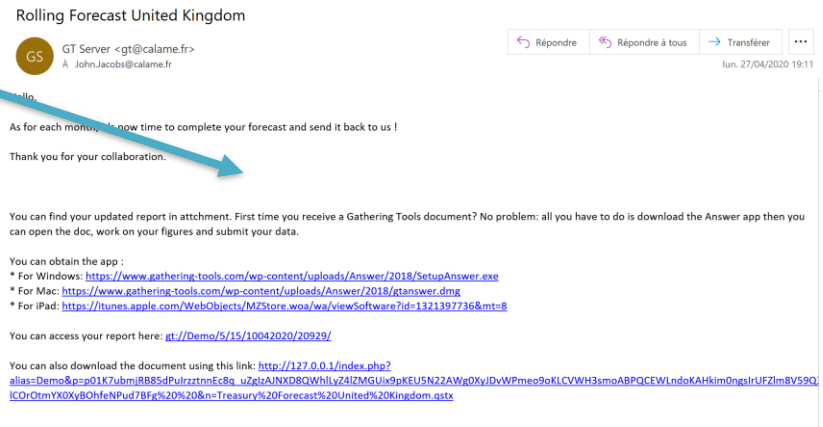 Rolling Forecast United Kingdom
GS
GT Server <gt@calame.fr>
À John.Jacobs@calame.fr
Répondre
Répondre à tous
Transférer
lun. 27/04/2020 19:11
Hello,
As for each month, now time to complete your forecast and send it back to us !
Thank you for your collaboration.
You can find your updated report in attchment. First time you receive a Gathering Tools document? No problem: all you have to do is download the Answer app then you
can open the doc, work on your figures and submit your data.
You can obtain the app :
* For Windows: https://www.gathering-tools.com/wp-content/uploads/Answer/2018/SetupAnswer.exe
* For Mac: https://www.gathering-tools.com/wp-content/uploads/Answer/2018/gtanswer.dmg
* For iPad: https://itunes.apple.com/WebObjects/MZStore.woa/wa/viewSoftware?id=1321397736&mt=8
You can access your report here: gt://Demo/5/15/10042020/20929/
You can also download the document using this link: http://127.0.0.1/index.php?
alias=Demo&p=p01K7ubmjRB85dPuIrzztnnEc8q_uZgIzAJNXD8QWhlLyZ4lZMGUix9pKEU5N22AWg0XyJDvWPmeo9oKLCVWH3smoABPQCEWLndoKAHkim0ngsIrUFZlm8V59Q
lCOrOtmYX0XyBOhfeNPud7BFg%20%20&n=Treasury%20Forecast%20United%20Kingdom.qstx